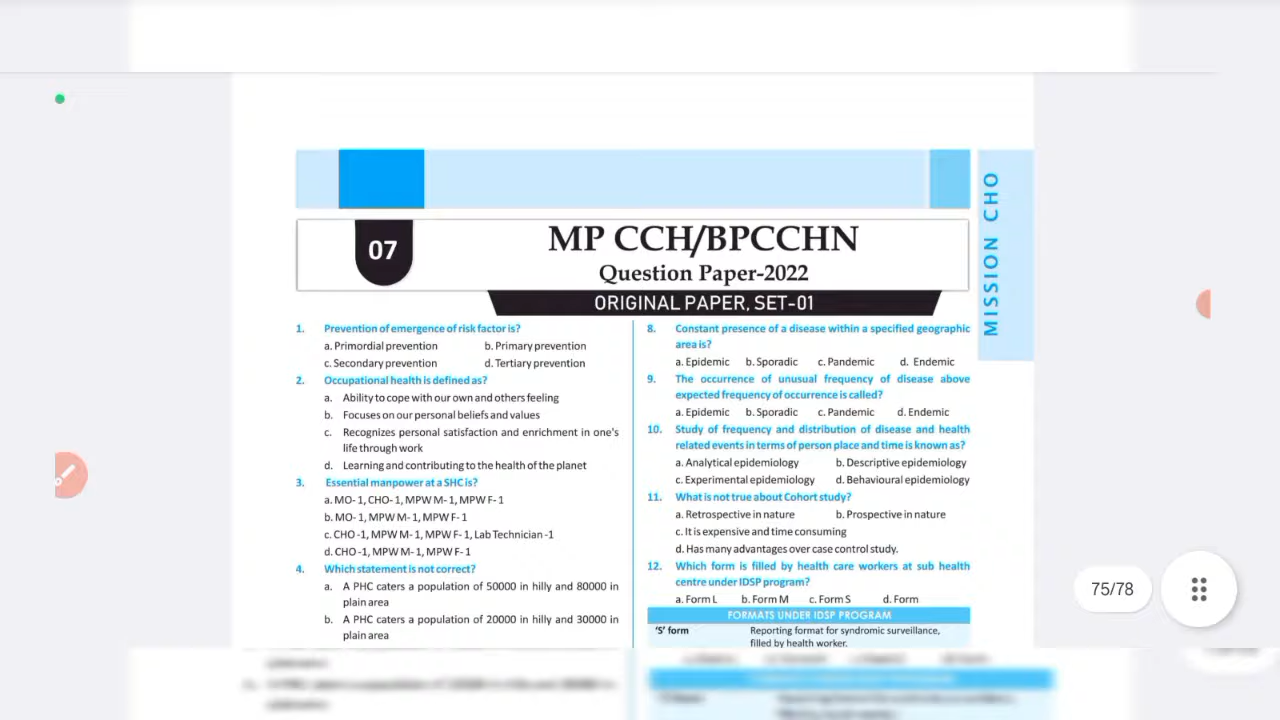 MISSION CHO
07
MP CCH/BPCCHN
Question Paper-2022
ORIGINAL PAPER, SET-01
1. Prevention of emergence of risk factor is?
a. Primordial prevention b. Primary prevention
c. Secondary prevention d. Tertiary prevention
2. Occupational health is defined as?
a. Ability to cope with our own and others feeling
b. Focuses on our personal beliefs and values
c. Recognizes personal satisfaction and enrichment in one's
life through work
d. Learning and contributing to the health of the planet
3. Essential manpower at a SHC is?
a. MO- 1, CHO- 1, MPW M- 1, MPW F- 1
b. MO- 1, MPW M- 1, MPW F- 1
c. CHO -1, MPW M- 1, MPW F- 1, Lab Technician -1
d. CHO -1, MPW M- 1, MPW F- 1
4. Which statement is not correct?
a. A PHC caters a population of 50000 in hilly and 80000 in
plain area
b. A PHC caters a population of 20000 in hilly and 30000 in
plain area
8. Constant presence of a disease within a specified geographic
area is?
a. Epidemic b. Sporadic c. Pandemic d. Endemic
9. The occurrence of unusual frequency of disease above
expected frequency of occurrence is called?
a. Epidemic b. Sporadic c. Pandemic d. Endemic
10. Study of frequency and distribution of disease and health
related events in terms of person place and time is known as?
a. Analytical epidemiology b. Descriptive epidemiology
c. Experimental epidemiology d. Behavioural epidemiology
11. What is not true about Cohort study?
a. Retrospective in nature b. Prospective in nature
c. It is expensive and time consuming
d. Has many advantages over case control study.
12. Which form is filled by health care workers at sub health
centre under IDSP program?
a. Form L b. Form M c. Form S d. Form
FORMATS UNDER IDSP PROGRAM
'S' form Reporting format for syndromic surveillance,
filled by health worker.
75/78